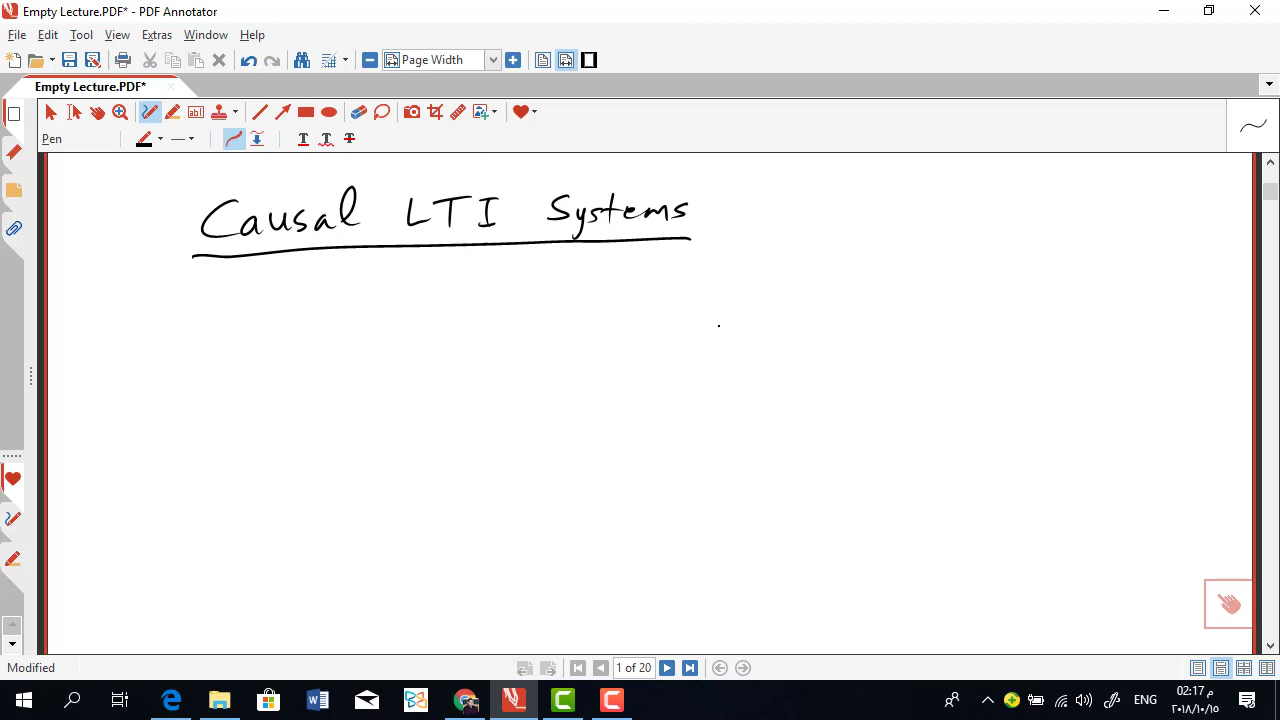 Empty Lecture.PDF* - PDF Annotator
File Edit Tool View Extras Window Help
Page Width
Empty Lecture.PDF*
Pen
Causal LTI Systems
Modified
1 of 20
ENG
02:17 م
٢٠١٨/١٠/١٥